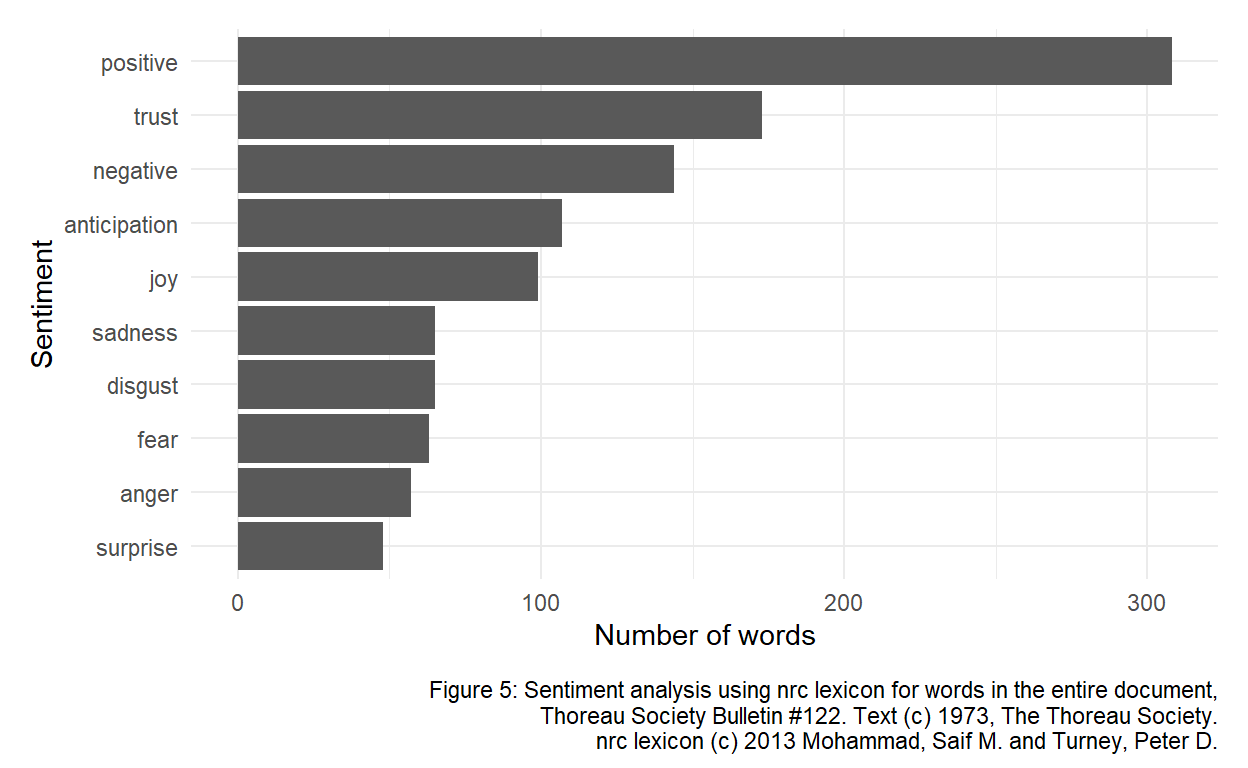 positive
trust
negative
anticipation
joy
sadness
disgust
fear
anger
surprise
Sentiment
0 100 200 300
Number of words
Figure 5: Sentiment analysis using nrc lexicon for words in the entire document,
Thoreau Society Bulletin #122. Text (c) 1973, The Thoreau Society.
nrc lexicon (c) 2013 Mohammad, Saif M. and Turney, Peter D.